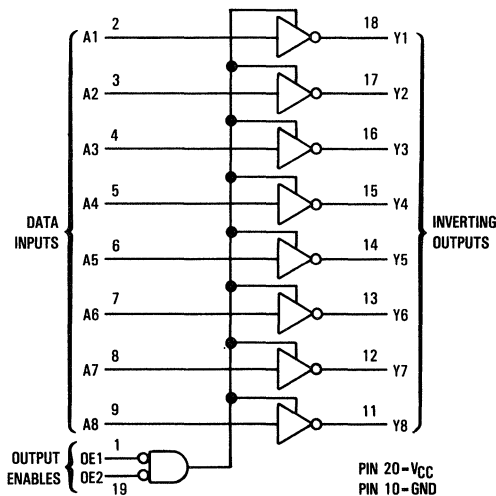 A1 2 18 Y1
A2 3 17 Y2
A3 4 16 Y3
A4 5 15 Y4
DATA INPUTS
INVERTING OUTPUTS
A5 6 14 Y5
A6 7 13 Y6
A7 8 12 Y7
A8 9 11 Y8
OUTPUT ENABLES
OE1 1
OE2 19
PIN 20=VCC
PIN 10=GND